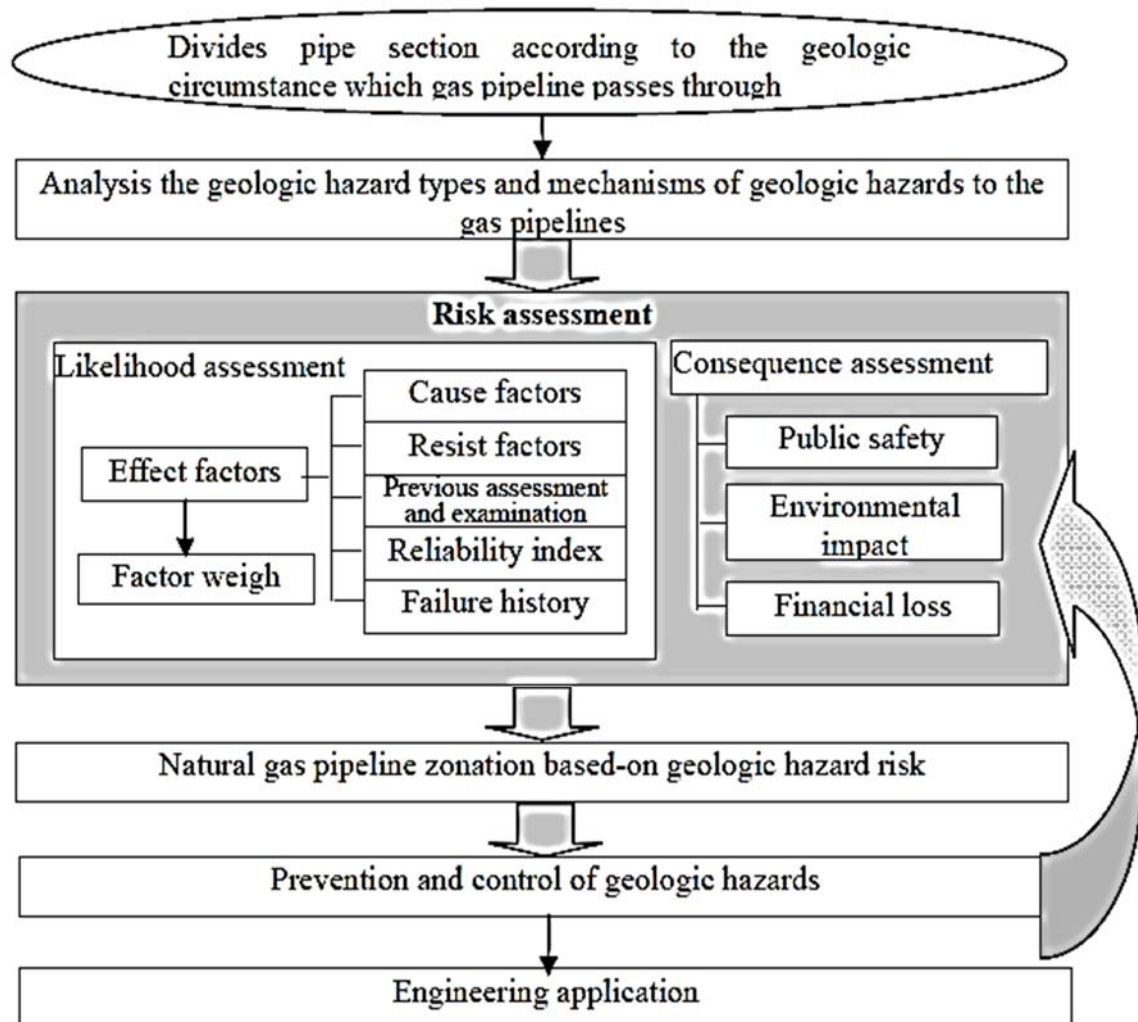 Divides pipe section according to the geologic
circumstance which gas pipeline passes through
Analysis the geologic hazard types and mechanisms of geologic hazards to the
gas pipelines
Risk assessment
Likelihood assessment
Effect factors
Factor weigh
Cause factors
Resist factors
Previous assessment
and examination
Reliability index
Failure history
Consequence assessment
Public safety
Environmental
impact
Financial loss
Natural gas pipeline zonation based-on geologic hazard risk
Prevention and control of geologic hazards
Engineering application